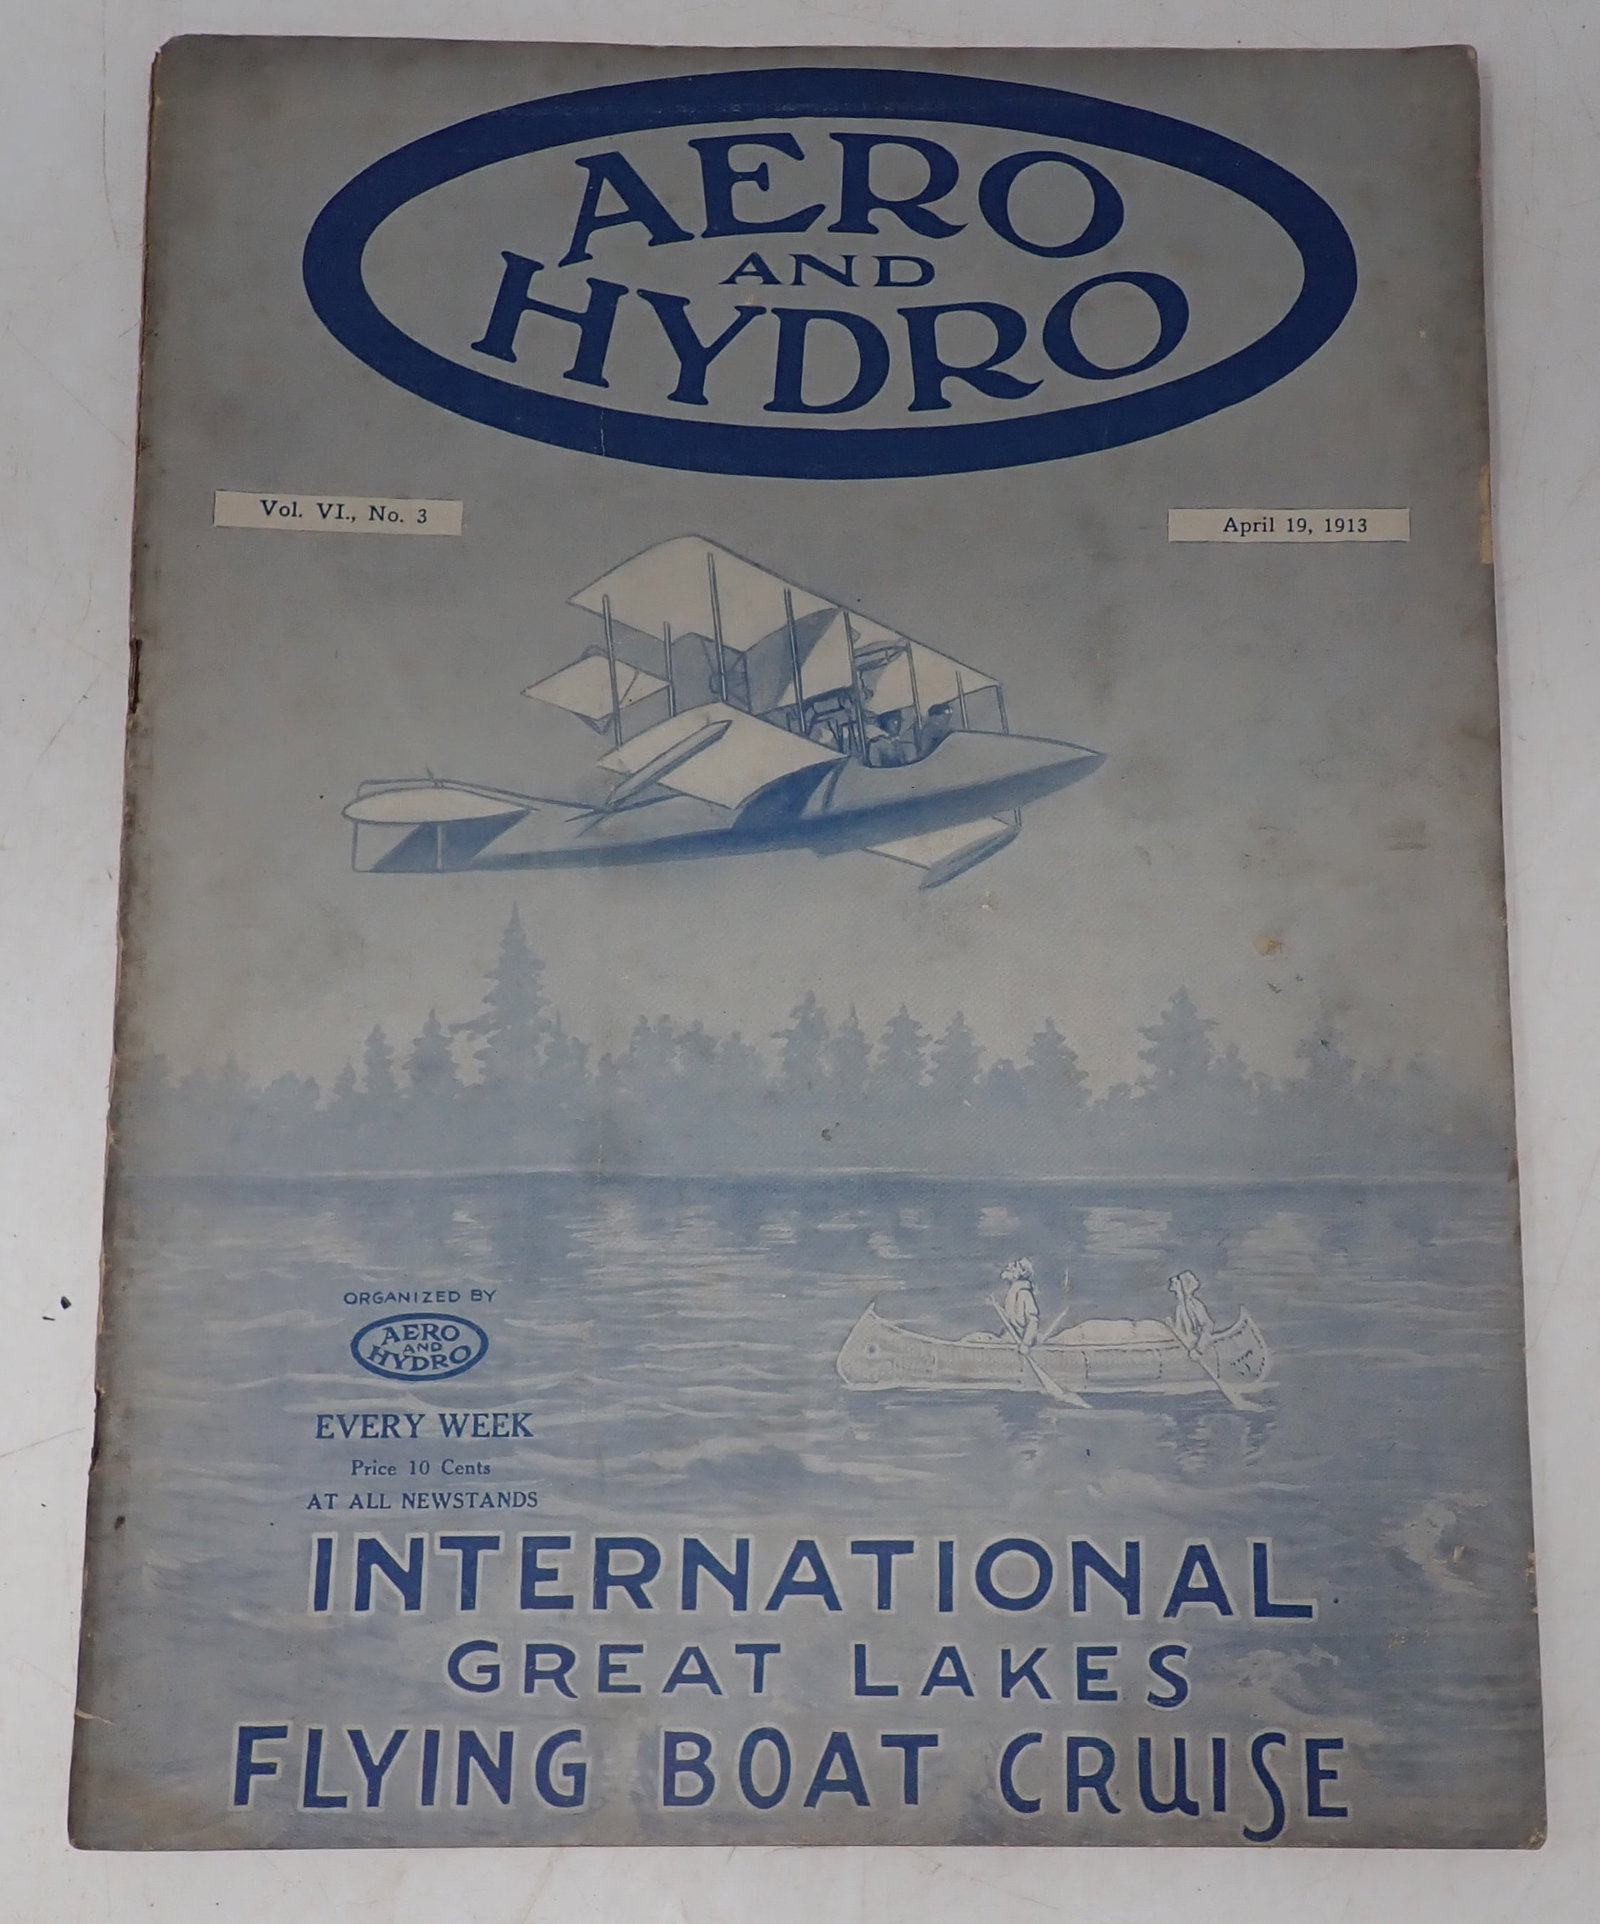 AERO
AND
HYDRO
Vol. VI., No. 3
April 19, 1913
ORGANIZED BY
AERO
AND
HYDRO
EVERY WEEK
Price 10 Cents
AT ALL NEWSTANDS
INTERNATIONAL
GREAT LAKES
FLYING BOAT CRUISE